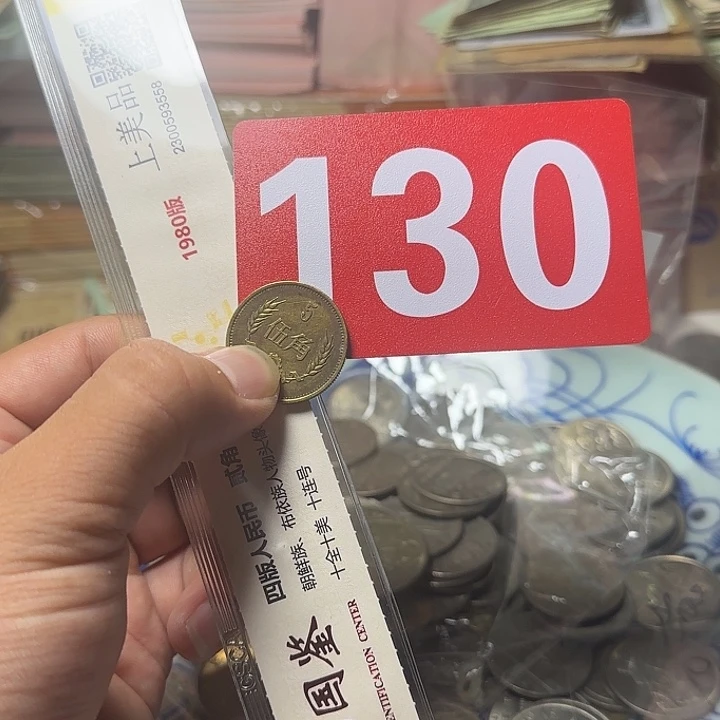 上美品
2300593558
1980版
130
伍角
5
四版人民币 贰角
朝鲜族、布依族人物头像
十全十美 十连号
国鉴